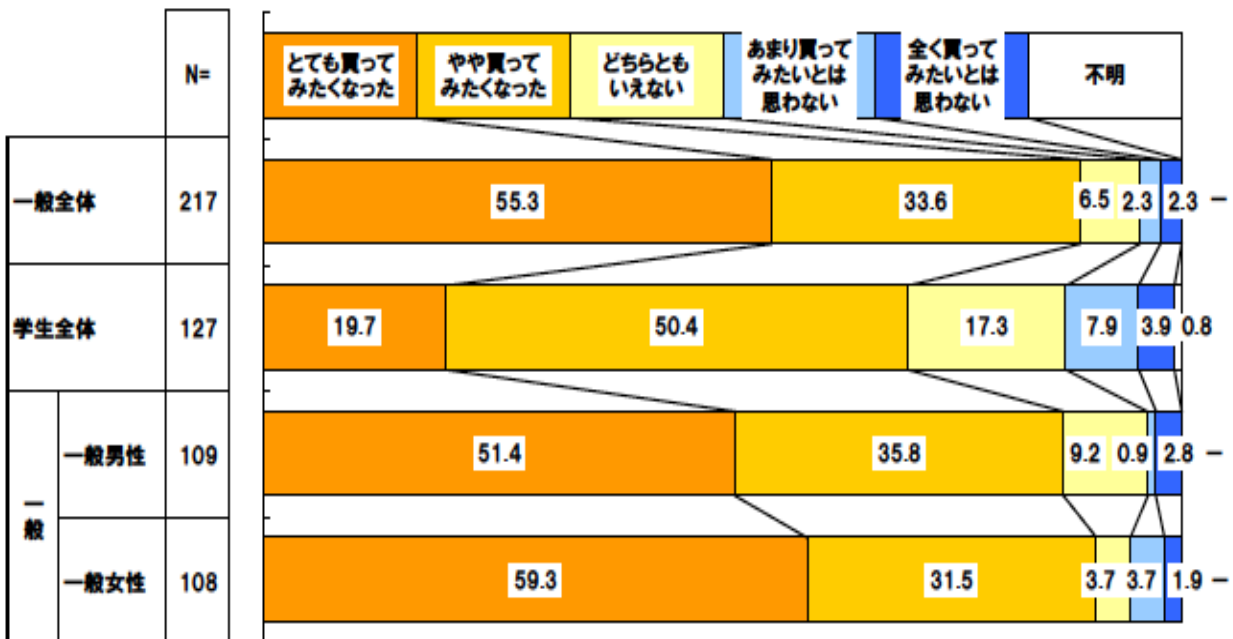 N=
とても買って
みたくなった
やや買って
みたくなった
どちらとも
いえない
あまり買って
みたいとは
思わない
全く買って
みたいとは
思わない
不明
一般全体 217 55.3 33.6 6.5 2.3 2.3 －
学生全体 127 19.7 50.4 17.3 7.9 3.9 0.8
一般
一般男性 109 51.4 35.8 9.2 0.9 2.8 －
一般女性 108 59.3 31.5 3.7 3.7 1.9 －